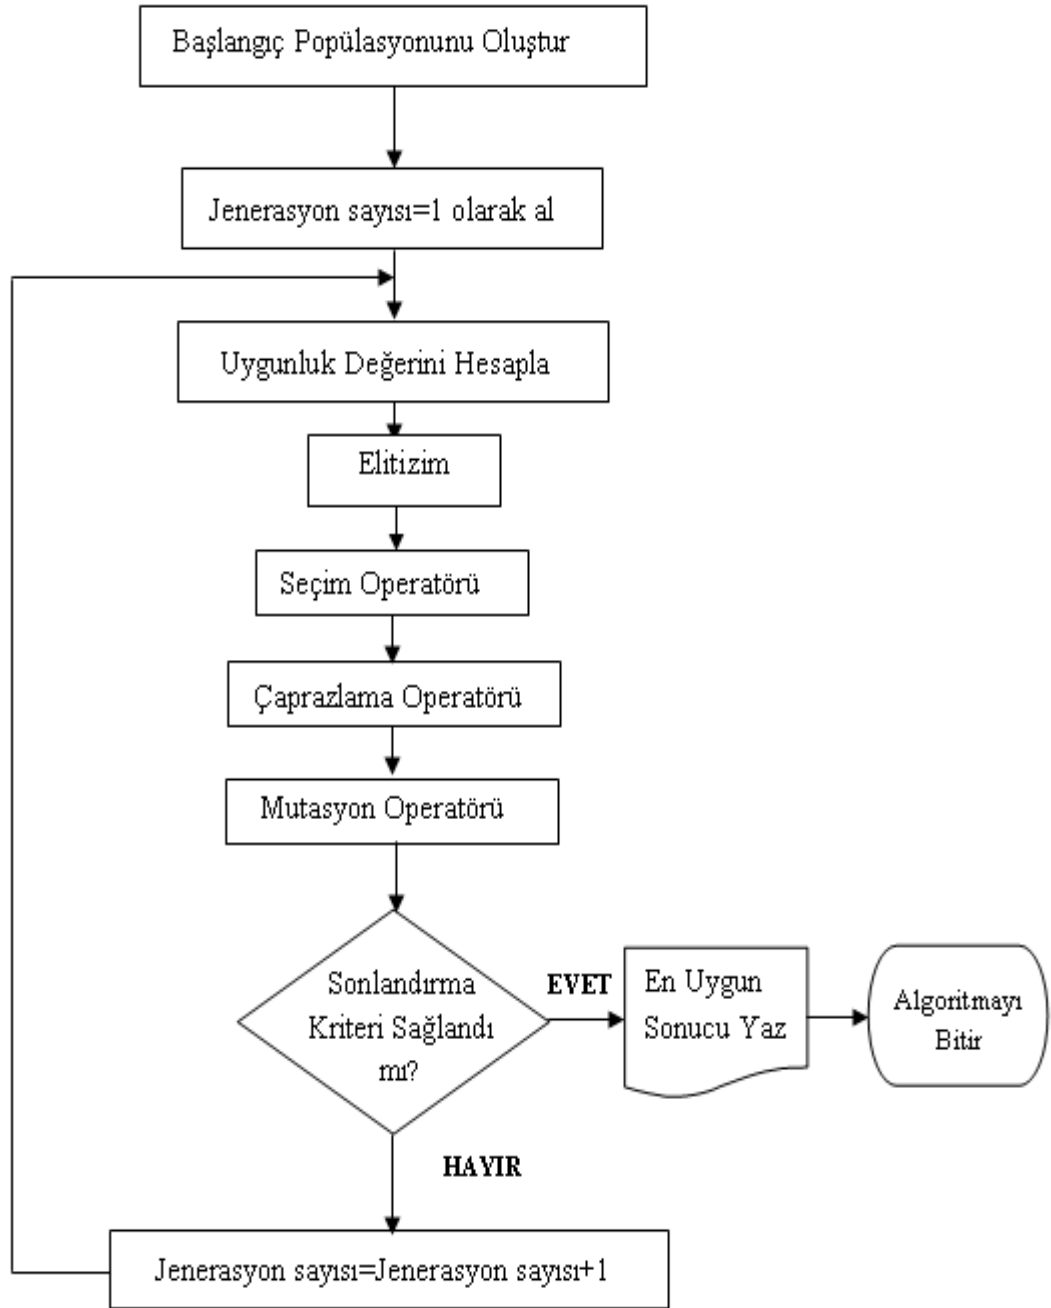 Başlangıç Popülasyonunu Oluştur
Jenerasyon sayısı=1 olarak al
Uygunluk Değerini Hesapla
Elitizim
Seçim Operatörü
Çaprazlama Operatörü
Mutasyon Operatörü
Sonlandırma
Kriteri Sağlandı
mı?
EVET
En Uygun
Sonucu Yaz
Algoritmayı
Bitir
HAYIR
Jenerasyon sayısı=Jenerasyon sayısı+1